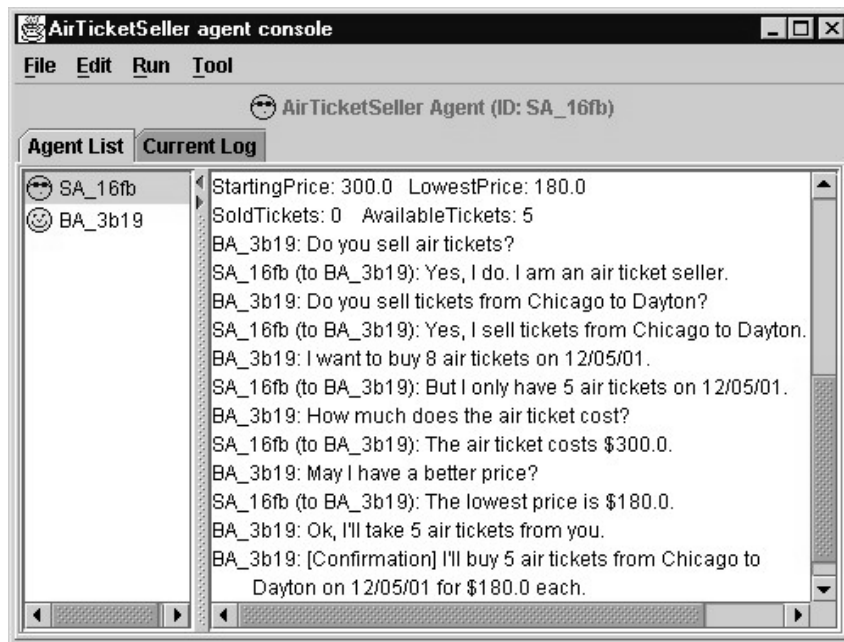 AirTicketSeller agent console
File Edit Run Tool
AirTicketSeller Agent (ID: SA_16fb)
Agent List Current Log
SA_16fb
BA_3b19
StartingPrice: 300.0 LowestPrice: 180.0
SoldTickets: 0 AvailableTickets: 5
BA_3b19: Do you sell air tickets?
SA_16fb (to BA_3b19): Yes, I do. I am an air ticket seller.
BA_3b19: Do you sell tickets from Chicago to Dayton?
SA_16fb (to BA_3b19): Yes, I sell tickets from Chicago to Dayton.
BA_3b19: I want to buy 8 air tickets on 12/05/01.
SA_16fb (to BA_3b19): But I only have 5 air tickets on 12/05/01.
BA_3b19: How much does the air ticket cost?
SA_16fb (to BA_3b19): The air ticket costs $300.0.
BA_3b19: May I have a better price?
SA_16fb (to BA_3b19): The lowest price is $180.0.
BA_3b19: Ok, I'll take 5 air tickets from you.
BA_3b19: [Confirmation] I'll buy 5 air tickets from Chicago to
Dayton on 12/05/01 for $180.0 each.